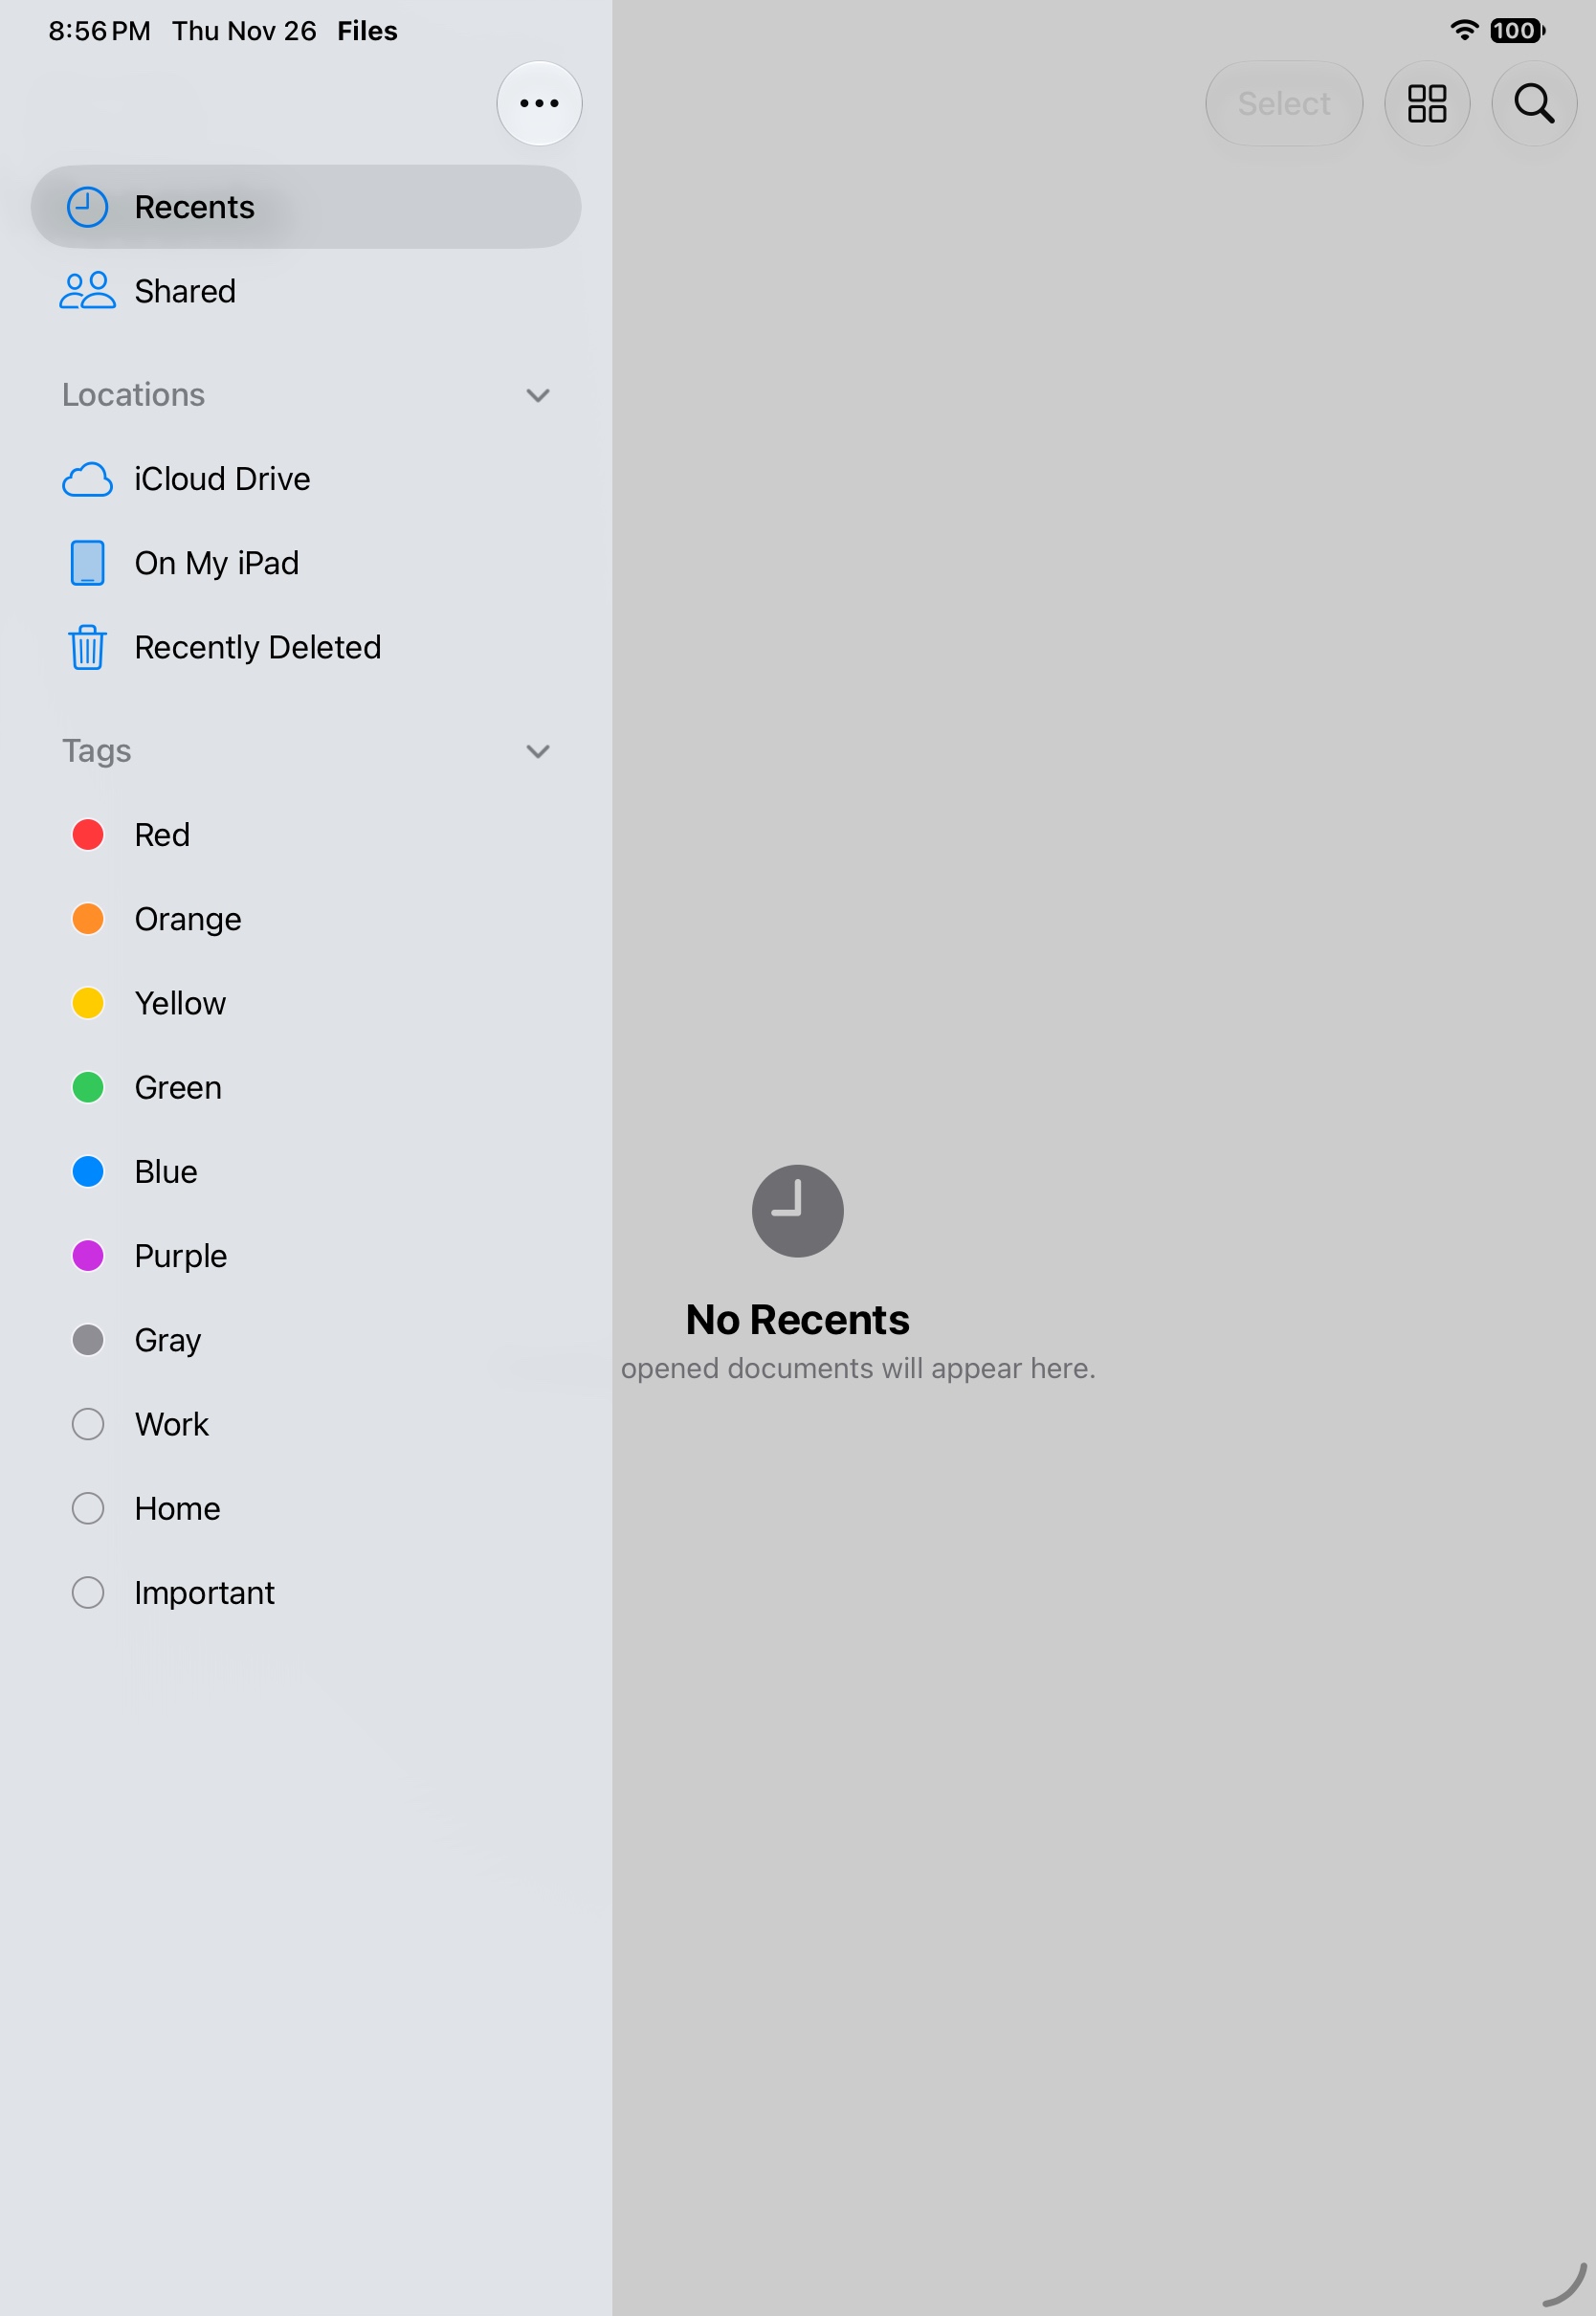 8:56 PM Thu Nov 26 Files
100
Select
Recents
Shared
Locations
iCloud Drive
On My iPad
Recently Deleted
Tags
Red
Orange
Yellow
Green
Blue
Purple
Gray
Work
Home
Important
No Recents
opened documents will appear here.